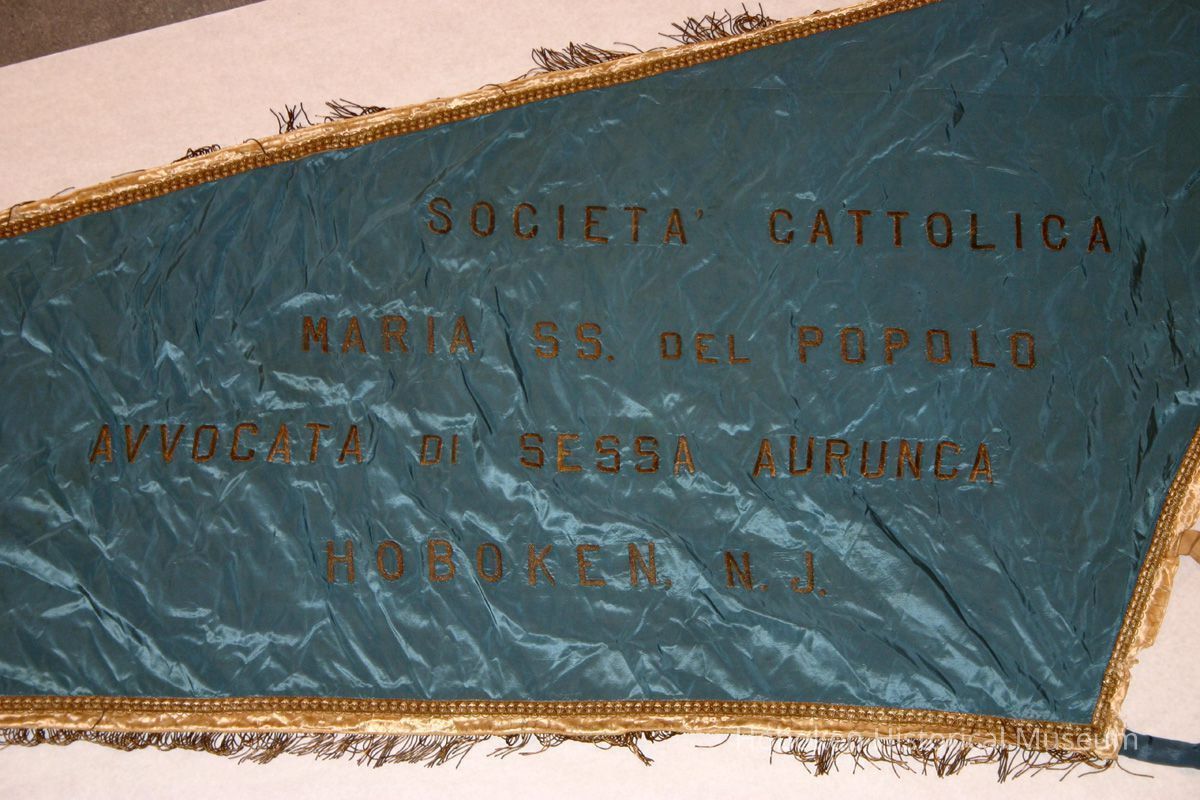 SOCIETA' CATTOLICA
MARIA SS. DEL POPOLO
AVVOCATA DI SESSA AURUNCA
HOBOKEN, N. J.
Hoboken Historical Museum